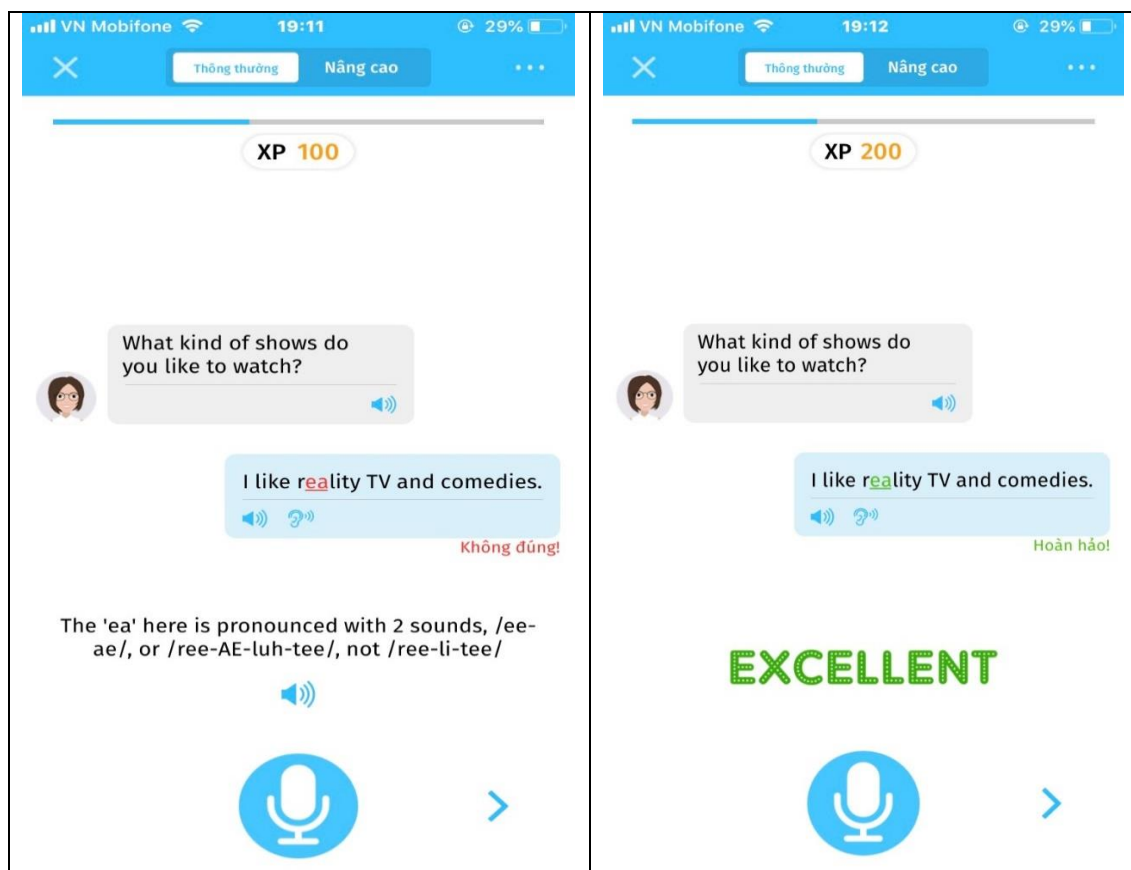 VN Mobifone 19:11 29%
Thông thường Nâng cao
XP 100
What kind of shows do
you like to watch?
I like reality TV and comedies.
Không đúng!
The 'ea' here is pronounced with 2 sounds, /ee-
ae/, or /ree-AE-luh-tee/, not /ree-li-tee/
VN Mobifone 19:12 29%
Thông thường Nâng cao
XP 200
What kind of shows do
you like to watch?
I like reality TV and comedies.
Hoàn hảo!
EXCELLENT